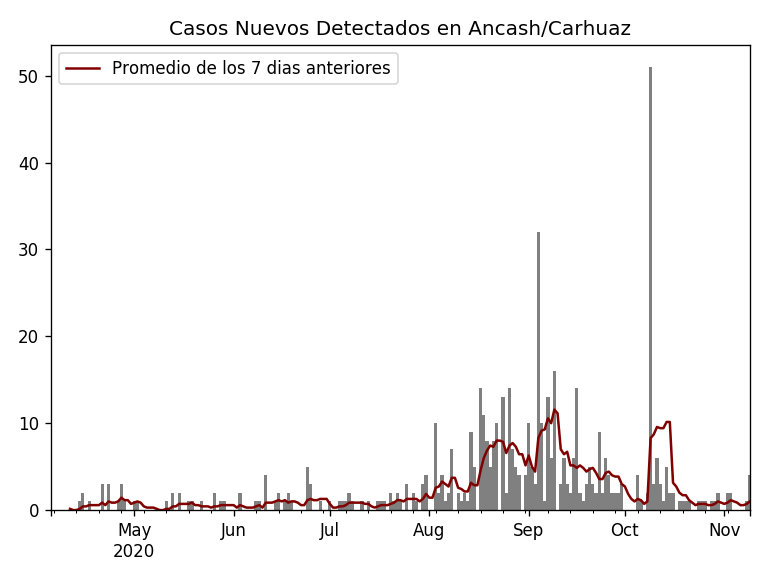 Casos Nuevos Detectados en Ancash/Carhuaz
Promedio de los 7 dias anteriores
50
40
30
20
10
0
May Jun Jul Aug Sep Oct Nov
2020